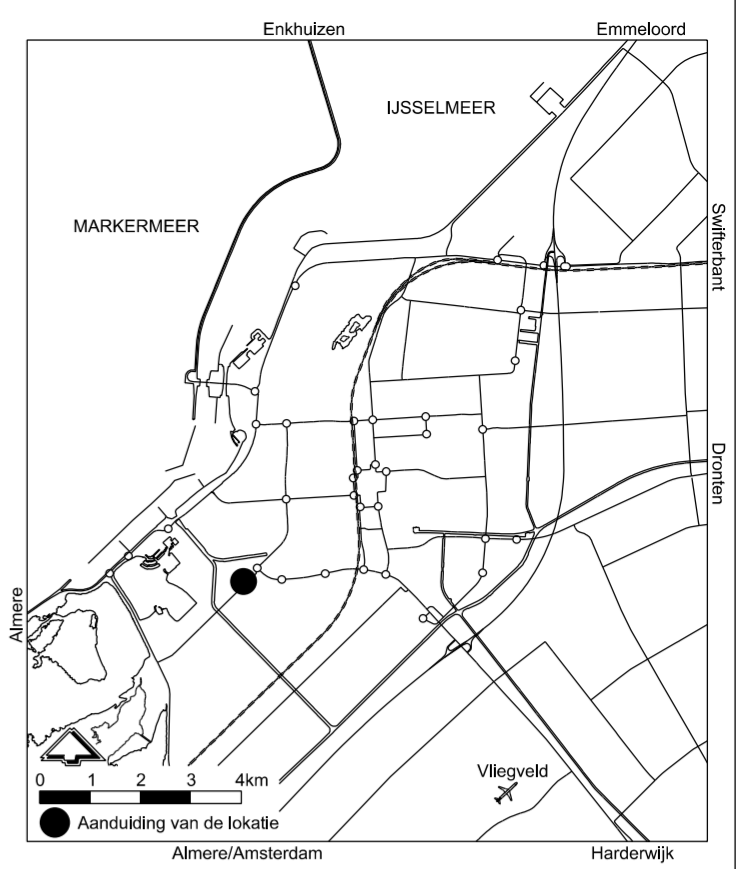 Enkhuizen
Emmeloord
IJSSELMEER
MARKERMEER
Swifterbant
Dronten
Almere
0 1 2 3 4km
Vliegveld
Aanduiding van de lokatie
Almere/Amsterdam
Harderwijk